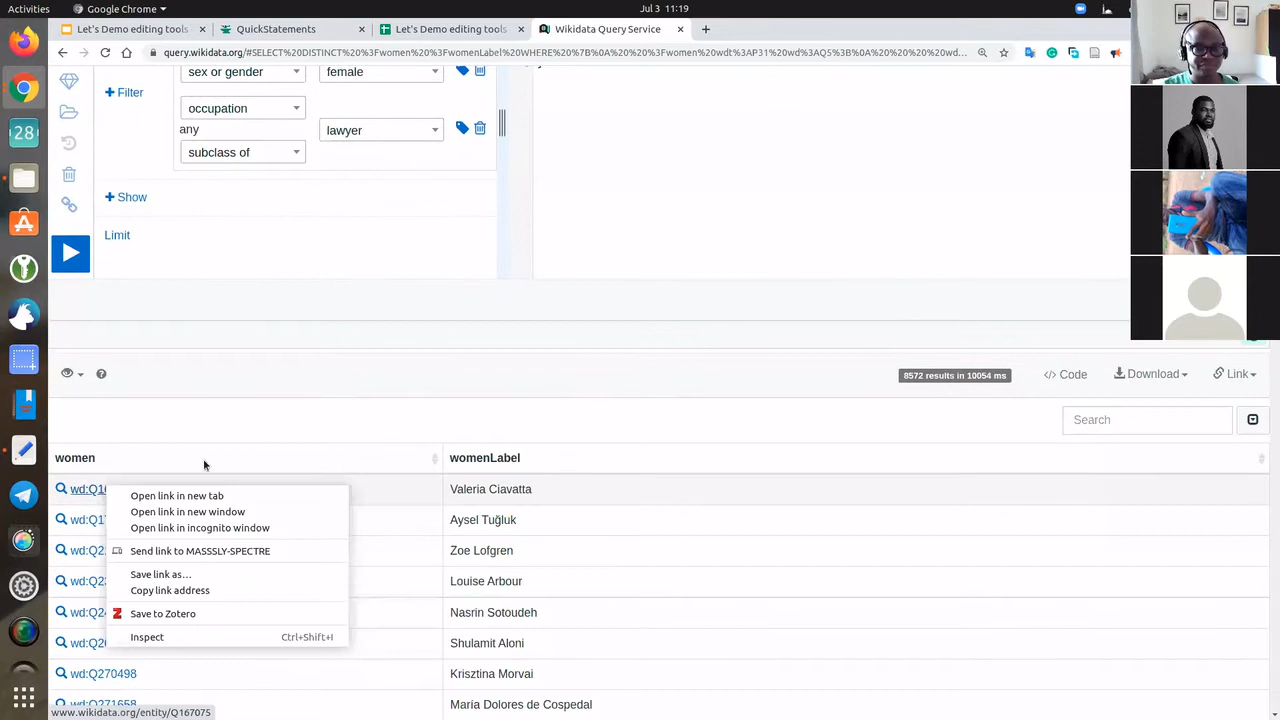 Activities Google Chrome Jul 3 11:19
Let's Demo editing tools × QuickStatements × Let's Demo editing tools × Wikidata Query Service × +
query.wikidata.org/#SELECT%20DISTINCT%20%3Fwomen%20%3FwomenLabel%20WHERE%20%7B%0A%20%20%3Fwomen%20wdt%3AP31%20wd%3AQ5%3B%0A%20%20%20%20wd...
28
sex or gender female
+ Filter
occupation
any lawyer
subclass of
+ Show
Limit
8572 results in 10054 ms </> Code Download Link
Search
women womenLabel
wd:Q16 Valeria Ciavatta
wd:Q17 Aysel Tuğluk
wd:Q2 Zoe Lofgren
wd:Q2 Louise Arbour
wd:Q24 Nasrin Sotoudeh
wd:Q26 Shulamit Aloni
wd:Q270498 Krisztina Morvai
wd:Q271658 María Dolores de Cospedal
Open link in new tab
Open link in new window
Open link in incognito window
Send link to MASSSLY-SPECTRE
Save link as…
Copy link address
Save to Zotero
Inspect Ctrl+Shift+I
www.wikidata.org/entity/Q167075